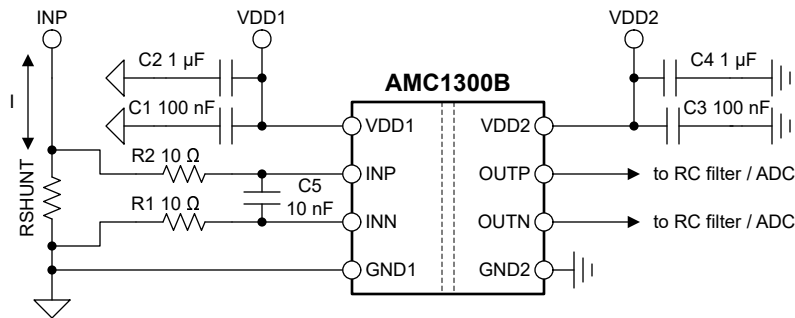 INP
VDD1
VDD2
C2 1 µF
C4 1 µF
AMC1300B
I
C1 100 nF
C3 100 nF
VDD1
VDD2
R2 10 Ω
INP
OUTP
to RC filter / ADC
RSHUNT
C5
10 nF
R1 10 Ω
INN
OUTN
to RC filter / ADC
GND1
GND2